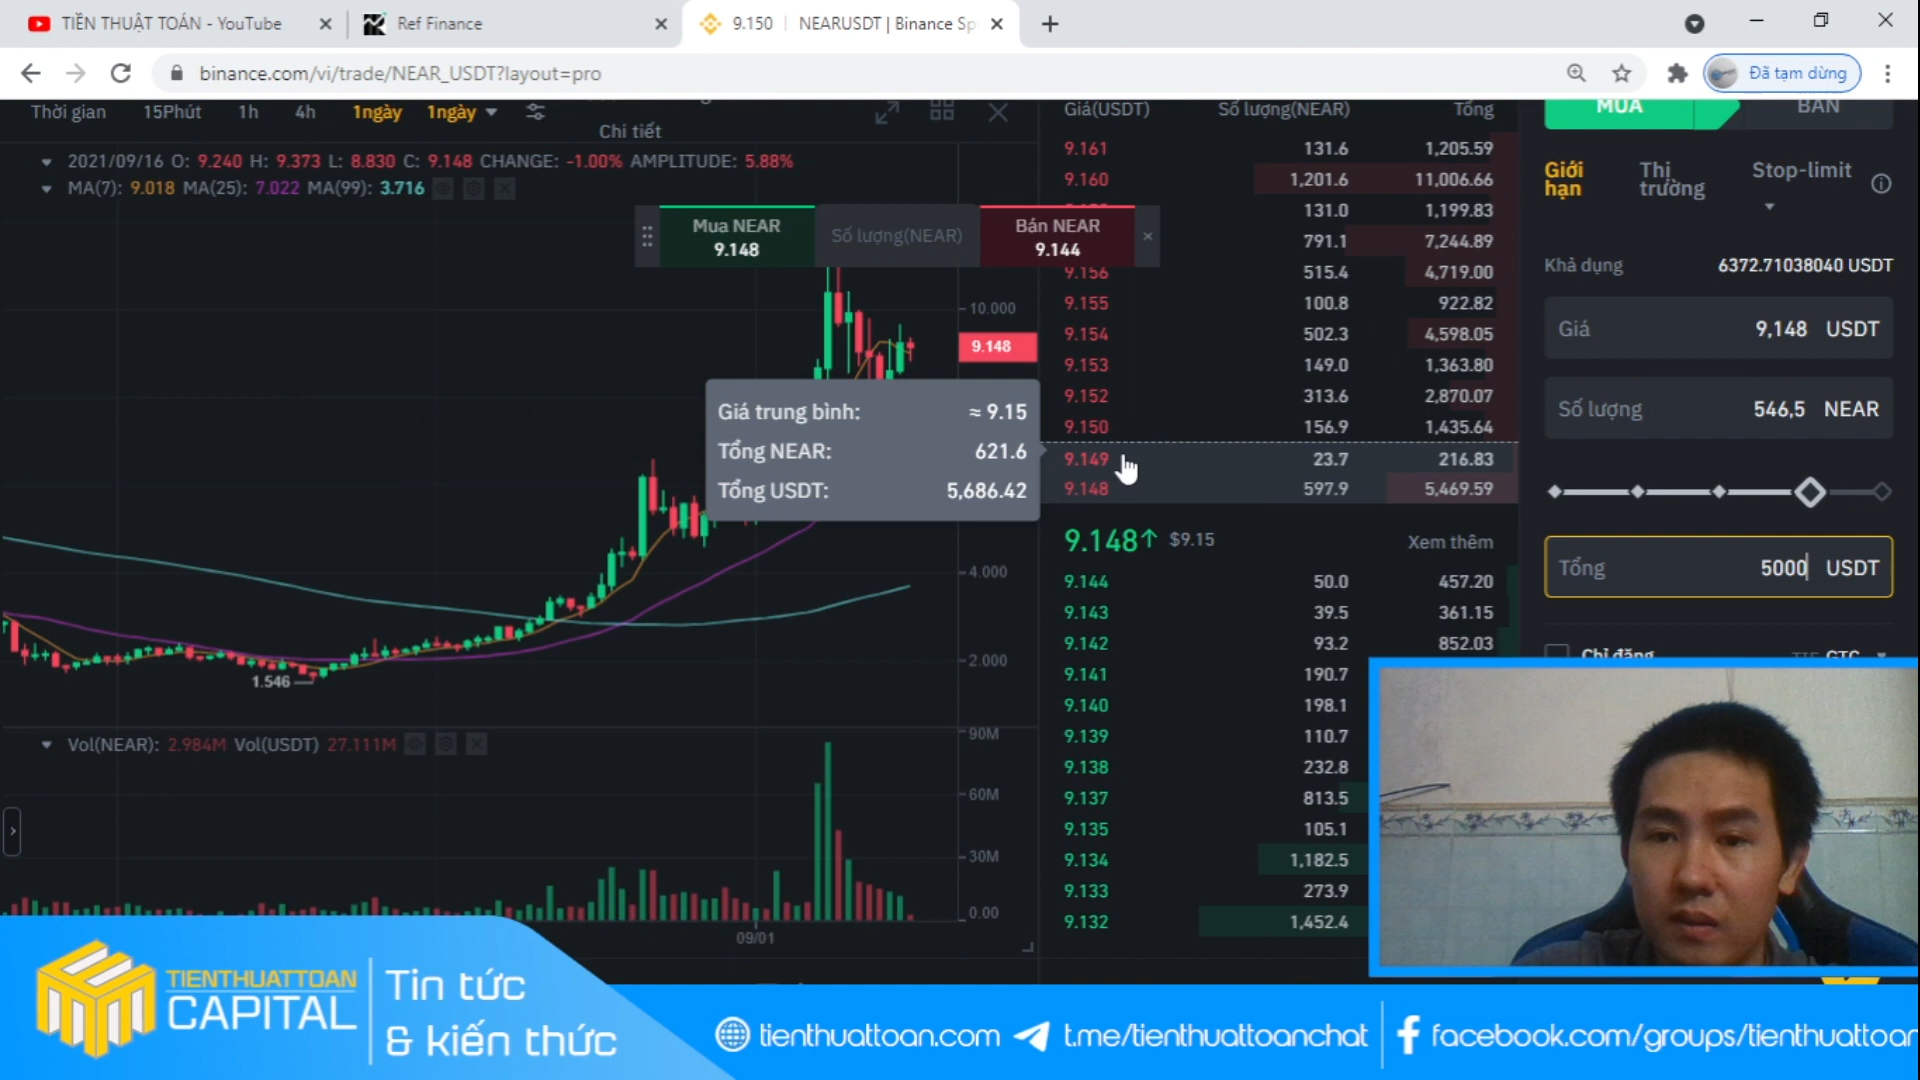 TIỀN THUẬT TOÁN - YouTube
Ref Finance
9.150 | NEARUSDT | Binance Sp
binance.com/vi/trade/NEAR_USDT?layout=pro
Đã tạm dừng
Thời gian 15Phút 1h 4h 1ngày 1ngày
Chi tiết
2021/09/16 O: 9.240 H: 9.373 L: 8.830 C: 9.148 CHANGE: -1.00% AMPLITUDE: 5.88%
MA(7): 9.018 MA(25): 7.022 MA(99): 3.716
Mua NEAR
9.148
Số lượng(NEAR)
Bán NEAR
9.144
10.000
9.148
4.000
2.000
1.546
Giá trung bình: ≈ 9.15
Tổng NEAR: 621.6
Tổng USDT: 5,686.42
Vol(NEAR): 2.984M Vol(USDT) 27.111M
90M
60M
30M
0.00
09/01
Giá(USDT) Số lượng(NEAR) Tổng
9.161 131.6 1,205.59
9.160 1,201.6 11,006.66
131.0 1,199.83
791.1 7,244.89
9.156 515.4 4,719.00
9.155 100.8 922.82
9.154 502.3 4,598.05
9.153 149.0 1,363.80
9.152 313.6 2,870.07
9.150 156.9 1,435.64
9.149 23.7 216.83
9.148 597.9 5,469.59
9.148↑ $9.15 Xem thêm
9.144 50.0 457.20
9.143 39.5 361.15
9.142 93.2 852.03
9.141 190.7
9.140 198.1
9.139 110.7
9.138 232.8
9.137 813.5
9.135 105.1
9.134 1,182.5
9.133 273.9
9.132 1,452.4
MUA BÁN
Giới hạn
Thị trường
Stop-limit
Khả dụng 6372.71038040 USDT
Giá 9,148 USDT
Số lượng 546,5 NEAR
Tổng 5000 USDT
Chỉ đăng TIF GTC
TIENTHUATTOAN
CAPITAL
Tin tức
& kiến thức
tienthuattoan.com
t.me/tienthuattoanchat
facebook.com/groups/tienthuattoan